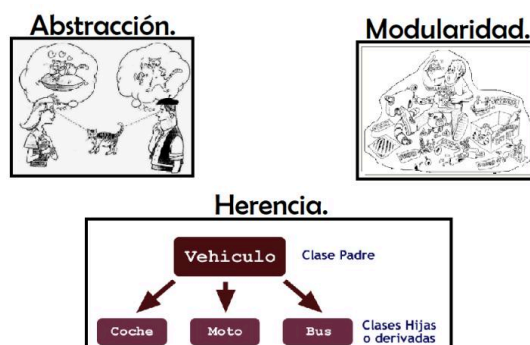 Abstracción.
Modularidad.
Herencia.
Vehiculo
Clase Padre
Coche
Moto
Bus
Clases Hijas
o derivadas